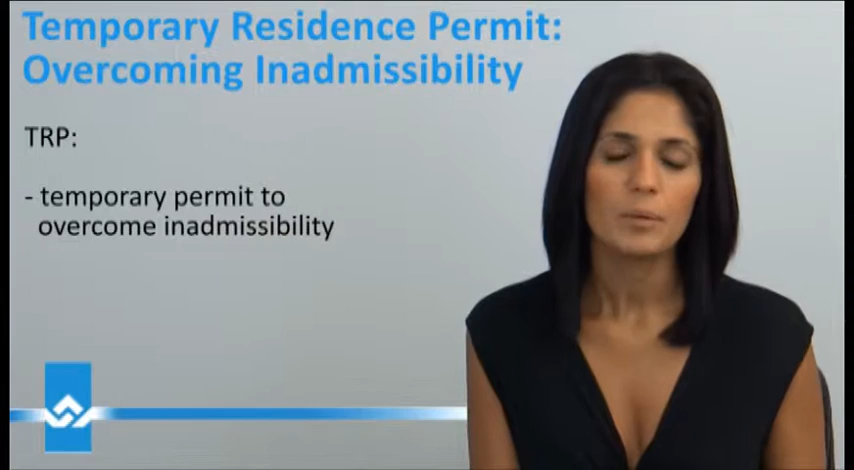 Temporary Residence Permit:
Overcoming Inadmissibility
TRP:
- temporary permit to
overcome inadmissibility